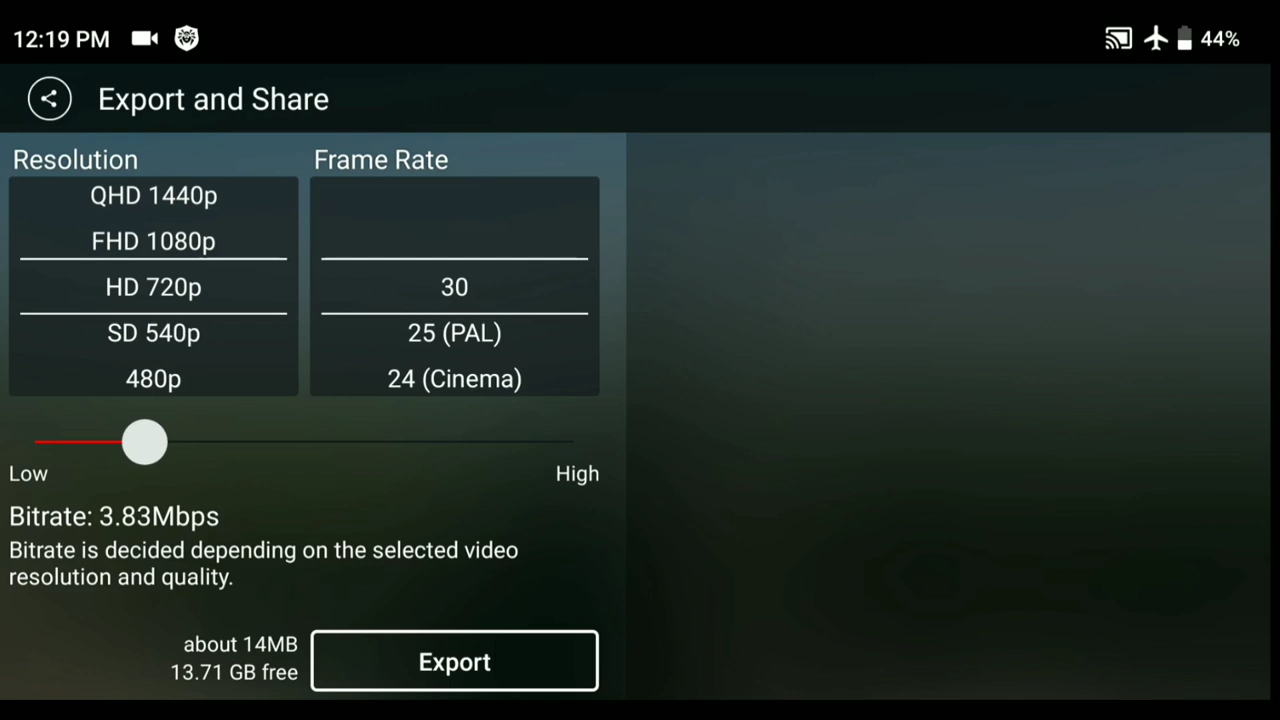 12:19 PM
44%
Export and Share
Resolution
Frame Rate
QHD 1440p
FHD 1080p
HD 720p
SD 540p
480p
30
25 (PAL)
24 (Cinema)
Low
High
Bitrate: 3.83Mbps
Bitrate is decided depending on the selected video
resolution and quality.
about 14MB
13.71 GB free
Export